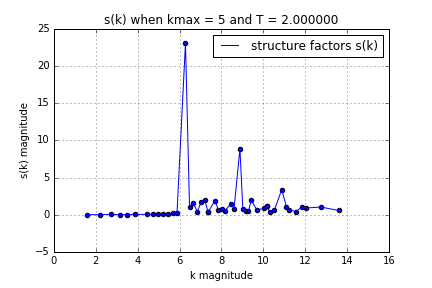 s(k) when kmax = 5 and T = 2.000000
structure factors s(k)
s(k) magnitude
25
20
15
10
5
0
−5
0 2 4 6 8 10 12 14 16
k magnitude